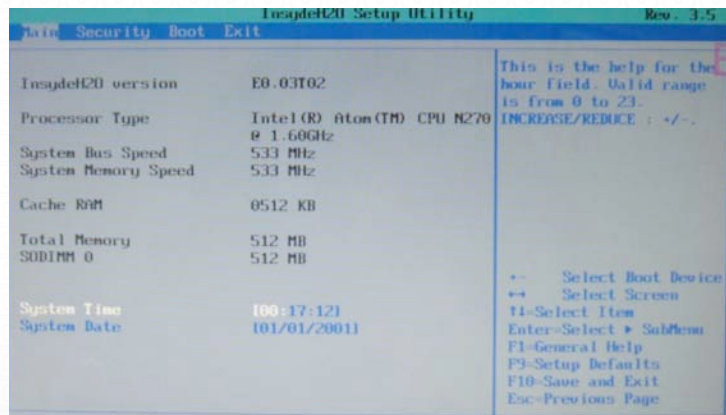 InsydeH2O Setup Utility
Rev. 3.5
Main Security Boot Exit
InsydeH2O version E0.03T02
Processor Type Intel(R) Atom(TM) CPU N270
@ 1.60GHz
System Bus Speed 533 MHz
System Memory Speed 533 MHz
Cache RAM 0512 KB
Total Memory 512 MB
SODIMM 0 512 MB
System Time [00:17:12]
System Date [01/01/2001]
This is the help for the
hour field. Valid range
is from 0 to 23.
INCREASE/REDUCE : +/-.
Select Boot Device
↔ Select Screen
↑↓-Select Item
Enter-Select ▶ SubMenu
F1-General Help
F9-Setup Defaults
F10-Save and Exit
Esc-Previous Page